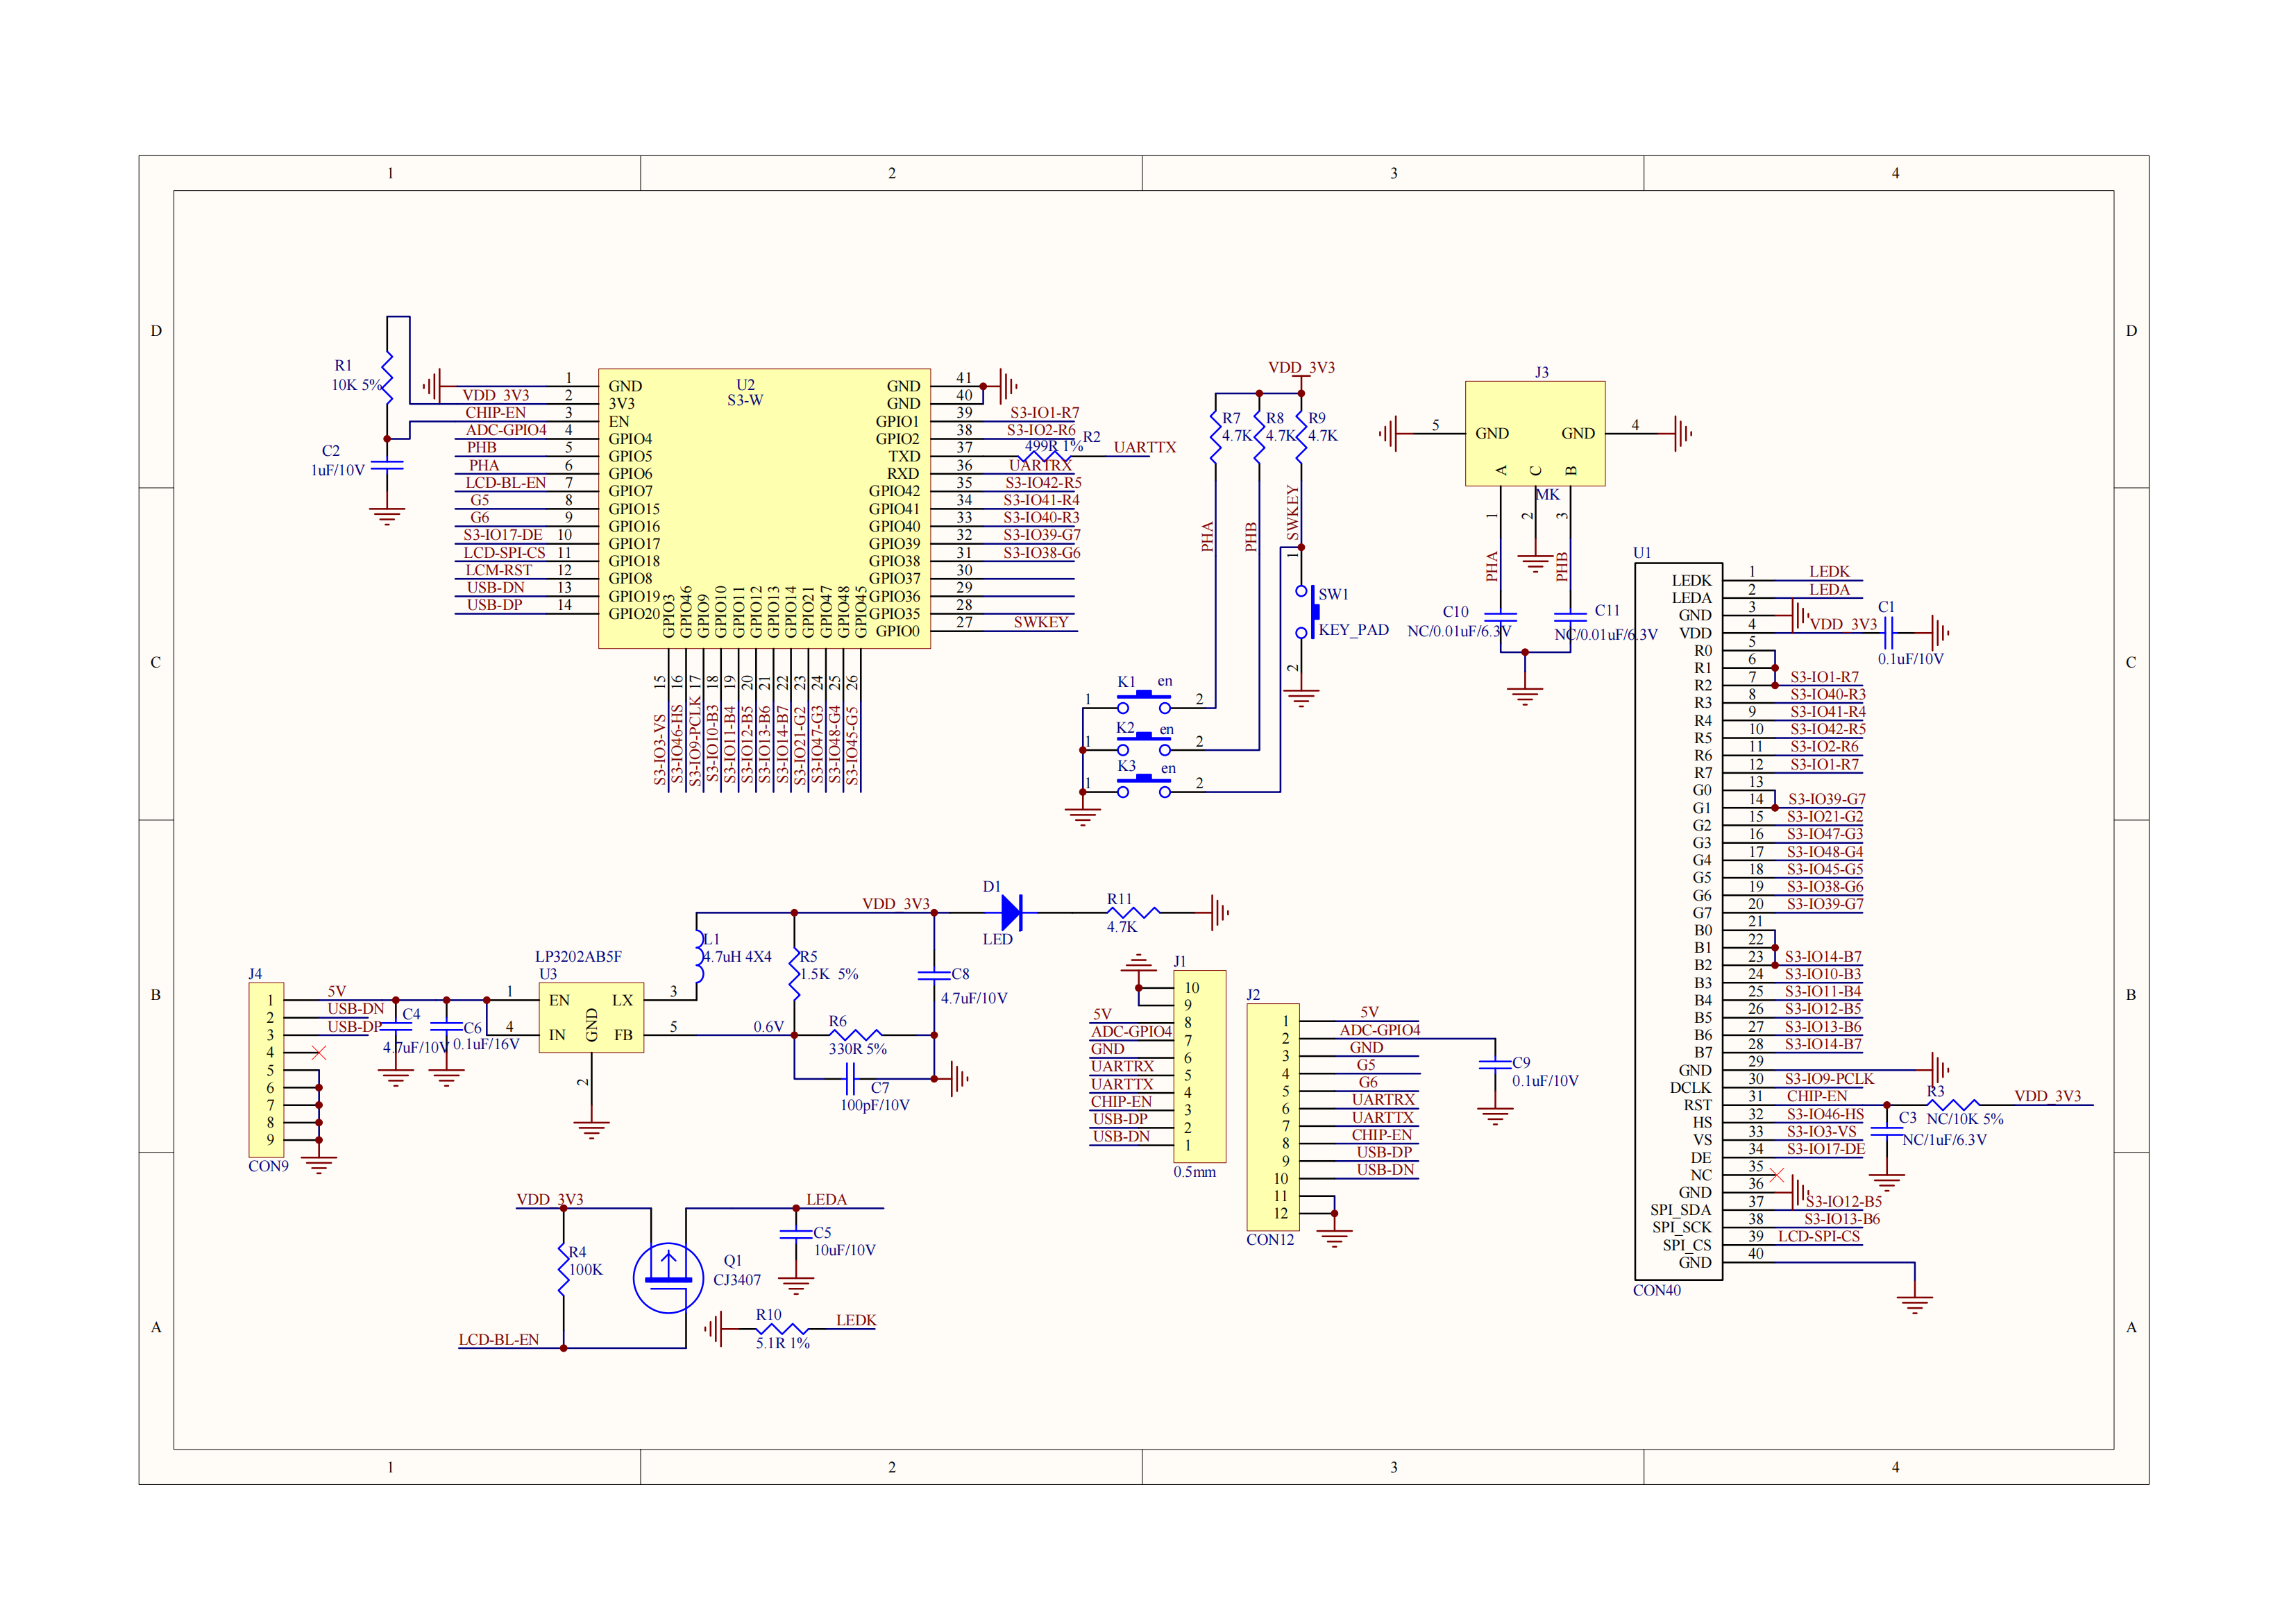 1 2 3 4
D D
C C
B B
A A
R1
10K 5%
C2
1uF/10V
U2
S3-W
1 GND
VDD_3V3 2 3V3
CHIP-EN 3 EN
ADC-GPIO4 4 GPIO4
PHB 5 GPIO5
PHA 6 GPIO6
LCD-BL-EN 7 GPIO7
G5 8 GPIO15
G6 9 GPIO16
S3-IO17-DE 10 GPIO17
LCD-SPI-CS 11 GPIO18
LCM-RST 12 GPIO8
USB-DN 13 GPIO19
USB-DP 14 GPIO20
GND 41
GND 40
GPIO1 39 S3-IO1-R7
GPIO2 38 S3-IO2-R6
TXD 37 499R 1% R2 UARTTX
RXD 36 UARTRX
GPIO42 35 S3-IO42-R5
GPIO41 34 S3-IO41-R4
GPIO40 33 S3-IO40-R3
GPIO39 32 S3-IO39-G7
GPIO38 31 S3-IO38-G6
GPIO37 30
GPIO36 29
GPIO35 28
GPIO0 27 SWKEY
GPIO3 15 S3-IO3-VS
GPIO46 16 S3-IO46-HS
GPIO9 17 S3-IO9-PCLK
GPIO10 18 S3-IO10-B3
GPIO11 19 S3-IO11-B4
GPIO12 20 S3-IO12-B5
GPIO13 21 S3-IO13-B6
GPIO14 22 S3-IO14-B7
GPIO21 23 S3-IO21-G2
GPIO47 24 S3-IO47-G3
GPIO48 25 S3-IO48-G4
GPIO45 26 S3-IO45-G5
VDD_3V3
R7 R8 R9
4.7K 4.7K 4.7K
PHA PHB SWKEY
1
SW1
KEY_PAD
2
K1 en
1 2
K2 en
1 2
K3 en
1 2
J3
5 GND GND 4
A C B
MK
1 2 3
PHA PHB
C10 C11
NC/0.01uF/6.3V NC/0.01uF/6.3V
U1
LEDK 1 LEDK
LEDA 2 LEDA
GND 3
VDD 4 VDD_3V3
C1
0.1uF/10V
R0 5
R1 6
R2 7 S3-IO1-R7
R3 8 S3-IO40-R3
R4 9 S3-IO41-R4
R5 10 S3-IO42-R5
R6 11 S3-IO2-R6
R7 12 S3-IO1-R7
G0 13
G1 14 S3-IO39-G7
G2 15 S3-IO21-G2
G3 16 S3-IO47-G3
G4 17 S3-IO48-G4
G5 18 S3-IO45-G5
G6 19 S3-IO38-G6
G7 20 S3-IO39-G7
B0 21
B1 22
B2 23 S3-IO14-B7
B3 24 S3-IO10-B3
B4 25 S3-IO11-B4
B5 26 S3-IO12-B5
B6 27 S3-IO13-B6
B7 28 S3-IO14-B7
GND 29
DCLK 30 S3-IO9-PCLK
RST 31 CHIP-EN
HS 32 S3-IO46-HS
VS 33 S3-IO3-VS
DE 34 S3-IO17-DE
NC 35
GND 36
SPI_SDA 37 S3-IO12-B5
SPI_SCK 38 S3-IO13-B6
SPI_CS 39 LCD-SPI-CS
GND 40
CON40
R3
NC/10K 5%
VDD_3V3
C3
NC/1uF/6.3V
J4
1 5V
2 USB-DN
3 USB-DP
4
5
6
7
8
9
CON9
C4
4.7uF/10V
C6
0.1uF/16V
LP3202AB5F
U3
1 EN LX 3
4 IN FB 5
GND
2
L1
4.7uH 4X4
VDD_3V3
R5
1.5K 5%
0.6V
R6
330R 5%
C7
100pF/10V
C8
4.7uF/10V
D1
LED
R11
4.7K
J1
10
9
5V 8
ADC-GPIO4 7
GND 6
UARTRX 5
UARTTX 4
CHIP-EN 3
USB-DP 2
USB-DN 1
0.5mm
J2
1 5V
2 ADC-GPIO4
3 GND
4 G5
5 G6
6 UARTRX
7 UARTTX
8 CHIP-EN
9 USB-DP
10 USB-DN
11
12
CON12
C9
0.1uF/10V
VDD_3V3
R4
100K
LCD-BL-EN
Q1
CJ3407
LEDA
C5
10uF/10V
R10
5.1R 1%
LEDK
1 2 3 4